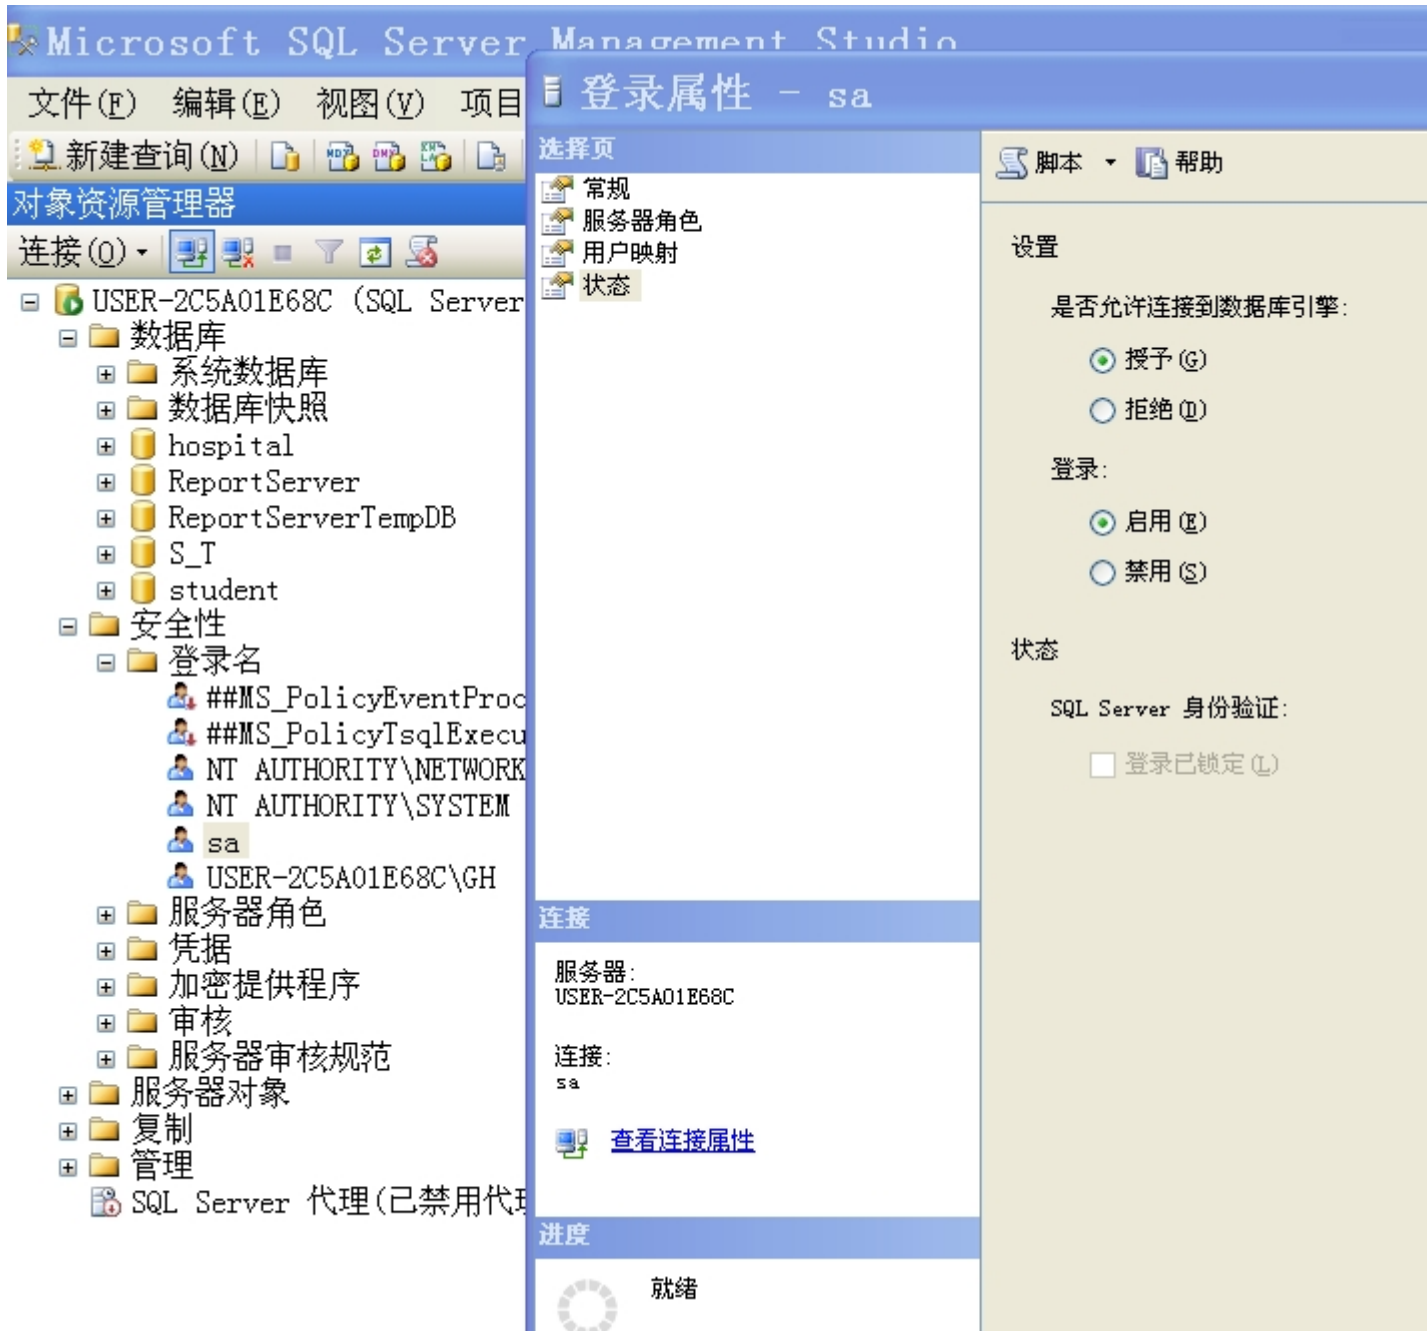 Microsoft SQL Server Management Studio
文件(F) 编辑(E) 视图(V) 项目
新建查询(N)
对象资源管理器
连接(O)
USER-2C5A01E68C (SQL Server
数据库
系统数据库
数据库快照
hospital
ReportServer
ReportServerTempDB
S_T
student
安全性
登录名
##MS_PolicyEventProc
##MS_PolicyTsqlExecu
NT AUTHORITY\NETWORK
NT AUTHORITY\SYSTEM
sa
USER-2C5A01E68C\GH
服务器角色
凭据
加密提供程序
审核
服务器审核规范
服务器对象
复制
管理
SQL Server 代理(已禁用代理
登录属性 - sa
选择页
常规
服务器角色
用户映射
状态
连接
服务器:
USER-2C5A01E68C
连接:
sa
查看连接属性
进度
就绪
脚本 帮助
设置
是否允许连接到数据库引擎:
授予(G)
拒绝(D)
登录:
启用(E)
禁用(S)
状态
SQL Server 身份验证:
登录已锁定(L)